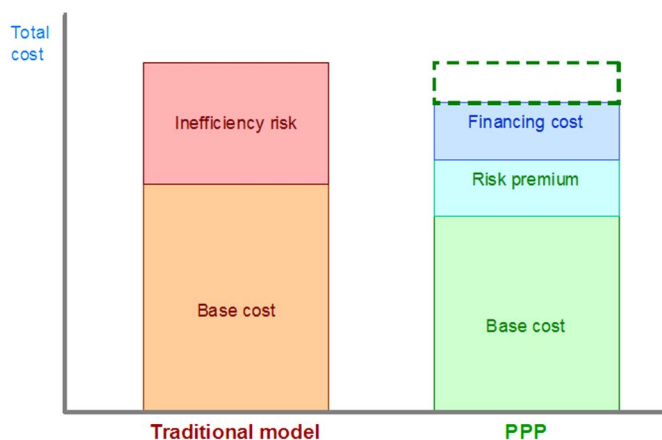 Total
cost
Inefficiency risk
Financing cost
Risk premium
Base cost
Base cost
Traditional model
PPP